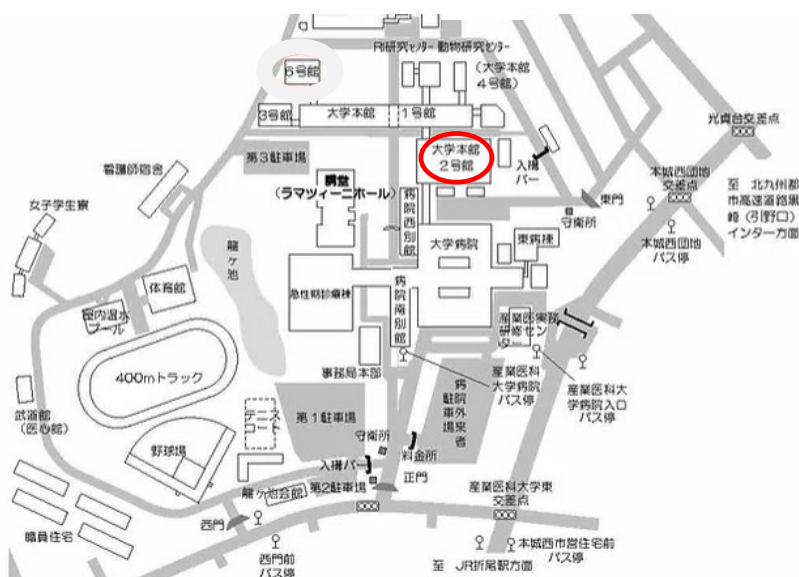 RI研究センター 動物研究センター
6号館
(大学本館
4号館)
3号館
大学本館
1号館
光貞台交差点
第3駐車場
大学本館
2号館
入構
バー
看護師宿舎
講堂
(ラマツィーニホール)
本城西団地
交差点
至 北九州都
市高速道路黒
崎(引野口)
インター方面
東門
守衛所
女子学生寮
病院西別館
本城西団地
バス停
大学病院
東病棟
龍ヶ池
体育館
急性期診療棟
病院南別館
屋内温水
プール
産業医実務
研修セン
ター
事務局本部
400mトラック
産業医科
大学病院
バス停
産業医科大
学病院入口
バス停
武道館
(医心館)
テニス
コート
第1駐車場
病院外来者
駐車場
守衛所
野球場
料金所
入構バー
正門
龍ヶ池会館
第2駐車場
産業医科大学東
交差点
西門
職員住宅
西門前
バス停
本城西市営住宅前
バス停
至 JR折尾駅方面